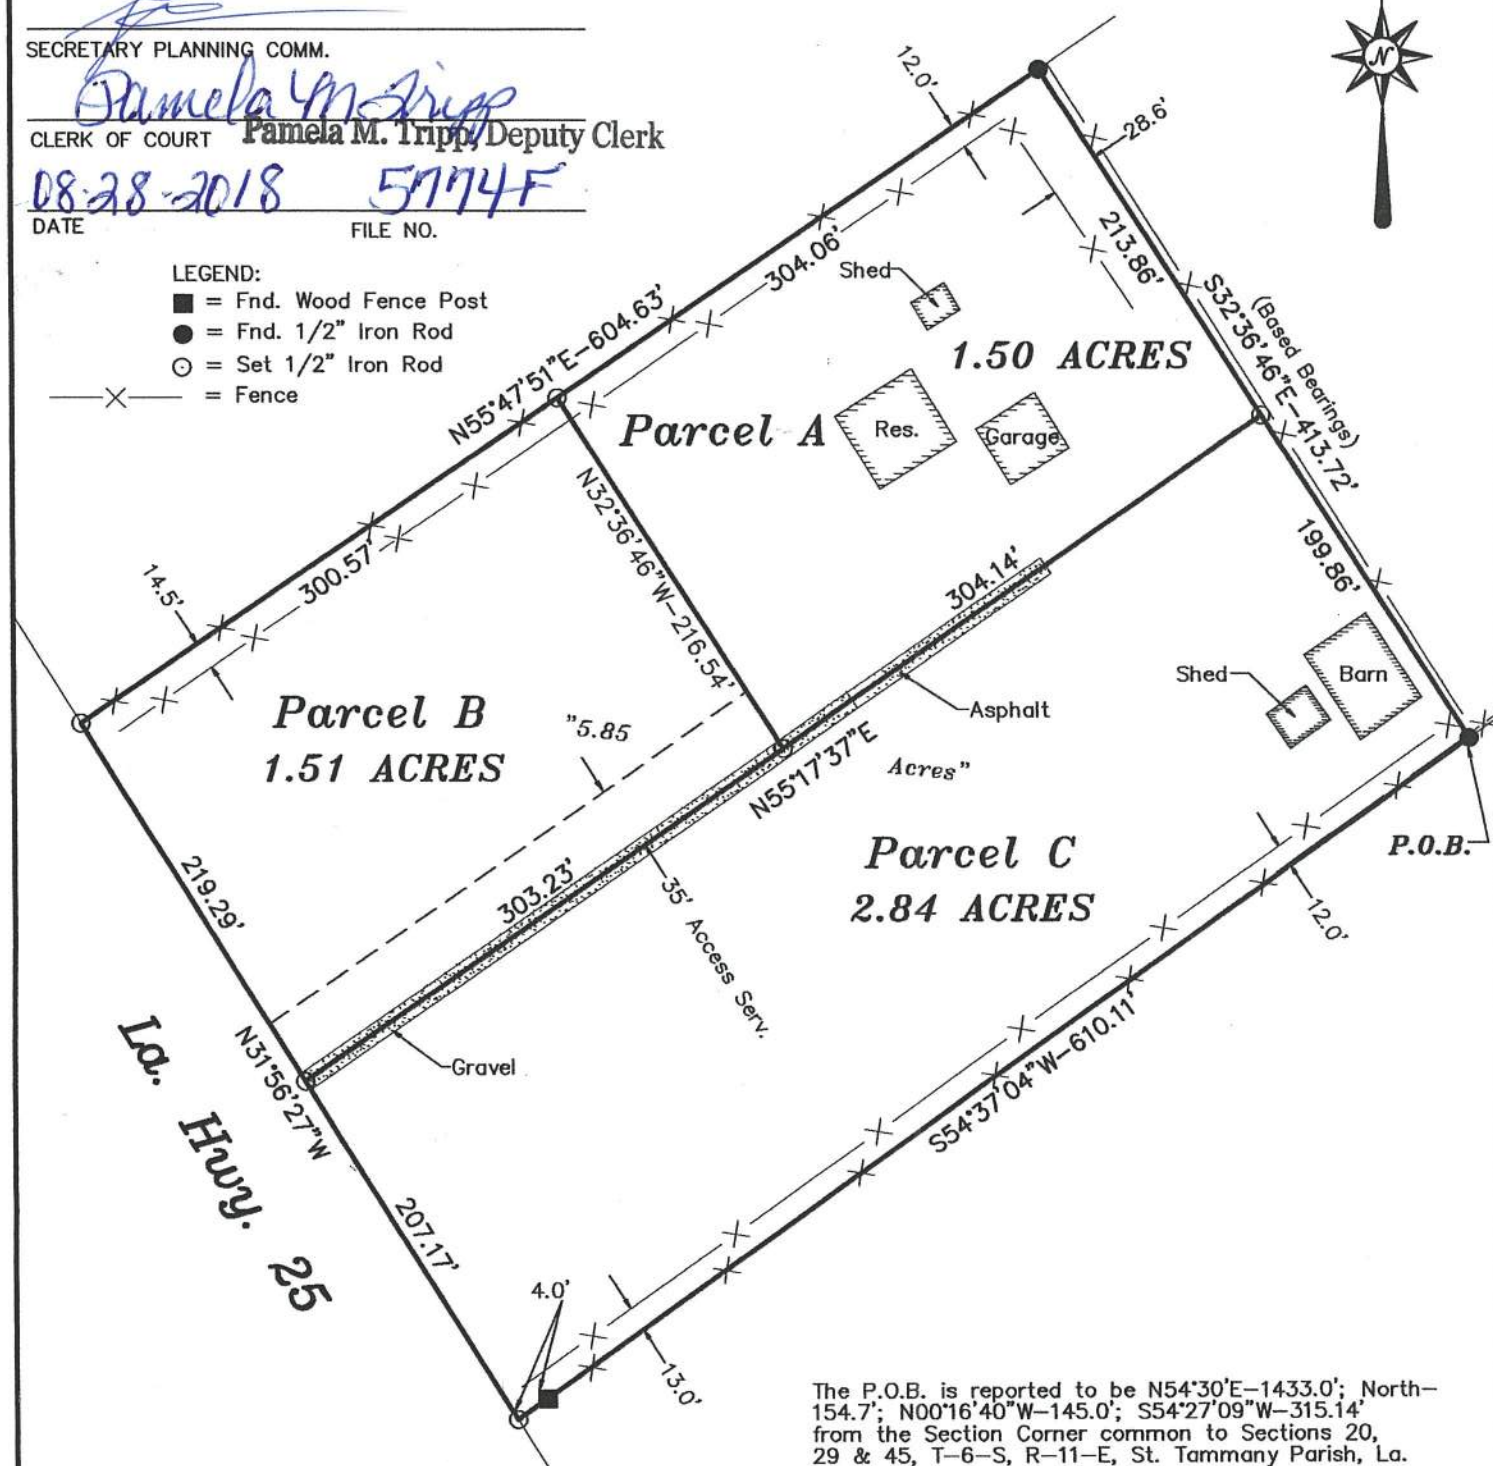 SECRETARY PLANNING COMM.
Pamela M. Tripp
CLERK OF COURT Pamela M. Tripp, Deputy Clerk
08-28-2018 5774F
DATE FILE NO.
LEGEND:
■ = Fnd. Wood Fence Post
● = Fnd. 1/2" Iron Rod
⊙ = Set 1/2" Iron Rod
—X— = Fence
N
12.0'
28.6'
304.06'
213.86'
Shed
(Based Bearings)
S32°36'46"E-413.72'
N55°47'51"E-604.63'
1.50 ACRES
Parcel A
Res.
Garage
N32°36'46"W-216.54'
300.57'
14.5'
304.14'
199.86'
Shed
Barn
Asphalt
Parcel B
1.51 ACRES
"5.85
Acres"
N55°17'37"E
P.O.B.
Parcel C
2.84 ACRES
219.29'
303.23'
35' Access Serv.
12.0'
Gravel
N31°56'27"W
S54°37'04"W-610.11'
La. Hwy. 25
207.17'
4.0'
13.0'
The P.O.B. is reported to be N54°30'E-1433.0'; North-
154.7'; N00°16'40"W-145.0'; S54°27'09"W-315.14'
from the Section Corner common to Sections 20,
29 & 45, T-6-S, R-11-E, St. Tammany Parish, La.